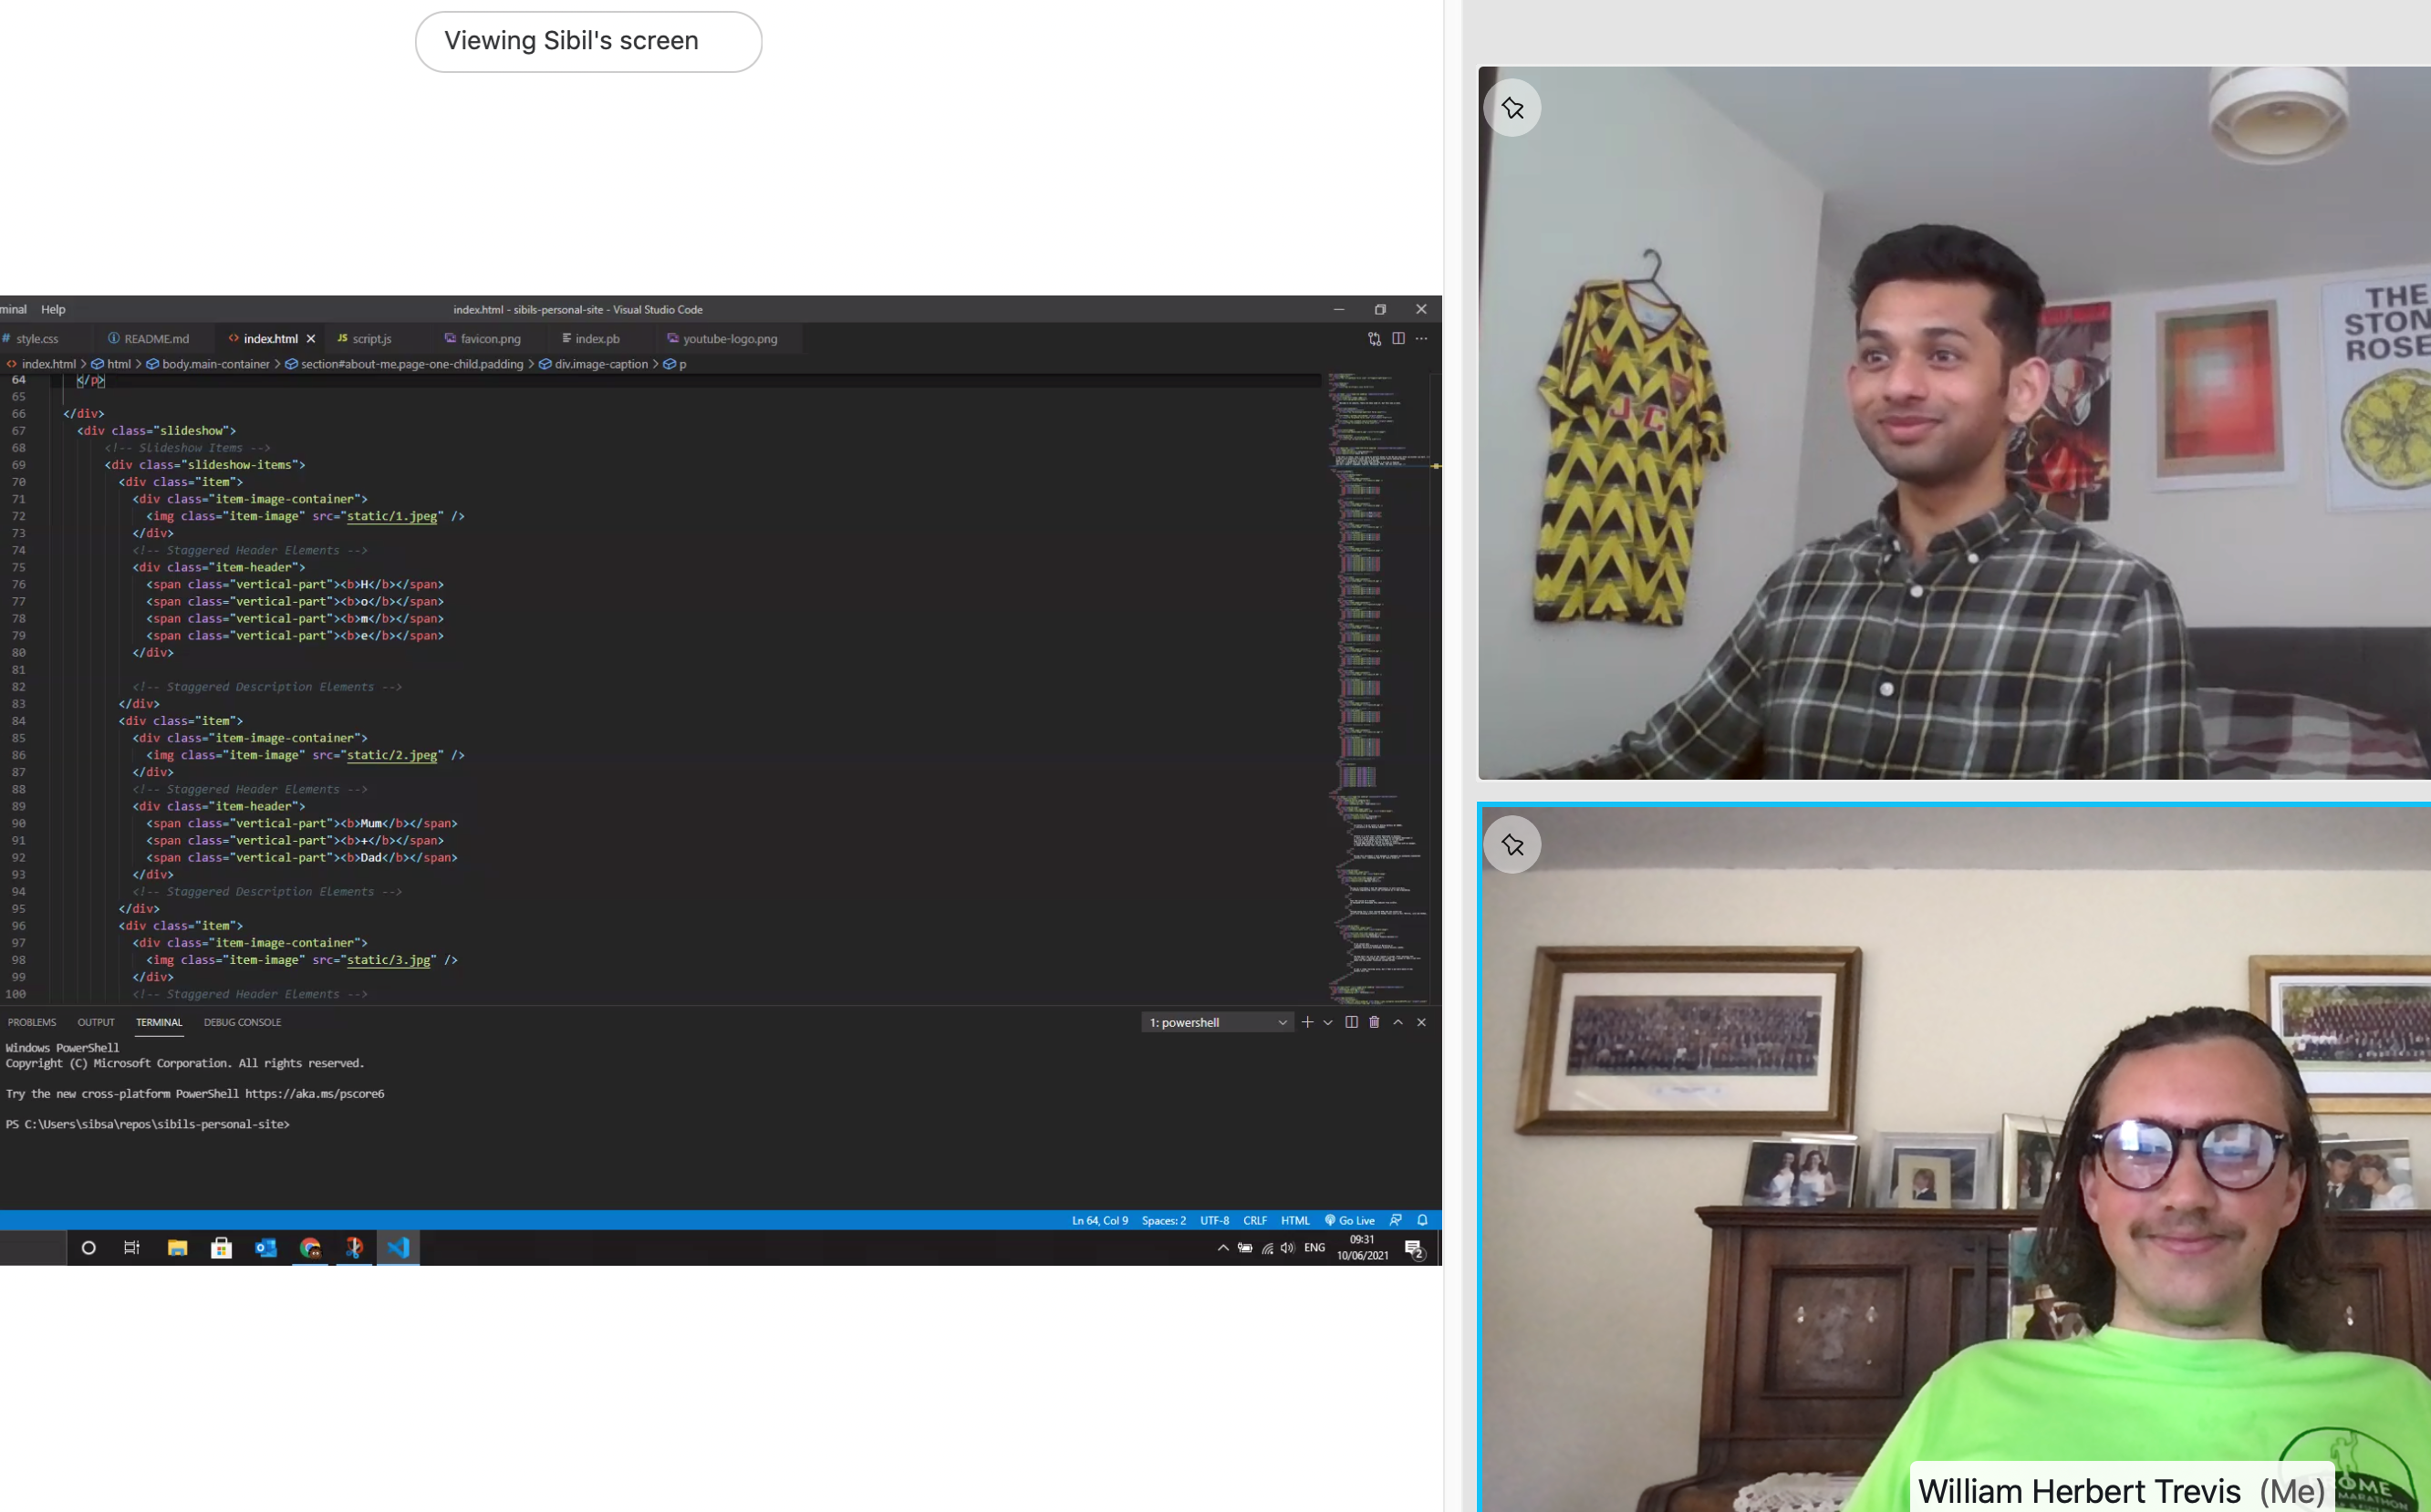 Viewing Sibil's screen
minal Help index.html - sibils-personal-site - Visual Studio Code
# style.css README.md index.html JS script.js favicon.png index.pb youtube-logo.png
index.html > html > body.main-container > section#about-me.page-one-child.padding > div.image-caption > p
64 </p>
65
66 </div>
67 <div class="slideshow">
68 <!-- Slideshow Items -->
69 <div class="slideshow-items">
70 <div class="item">
71 <div class="item-image-container">
72 <img class="item-image" src="static/1.jpeg" />
73 </div>
74 <!-- Staggered Header Elements -->
75 <div class="item-header">
76 <span class="vertical-part"><b>H</b></span>
77 <span class="vertical-part"><b>o</b></span>
78 <span class="vertical-part"><b>m</b></span>
79 <span class="vertical-part"><b>e</b></span>
80 </div>
81
82 <!-- Staggered Description Elements -->
83 </div>
84 <div class="item">
85 <div class="item-image-container">
86 <img class="item-image" src="static/2.jpeg" />
87 </div>
88 <!-- Staggered Header Elements -->
89 <div class="item-header">
90 <span class="vertical-part"><b>Mum</b></span>
91 <span class="vertical-part"><b>+</b></span>
92 <span class="vertical-part"><b>Dad</b></span>
93 </div>
94 <!-- Staggered Description Elements -->
95 </div>
96 <div class="item">
97 <div class="item-image-container">
98 <img class="item-image" src="static/3.jpg" />
99 </div>
100 <!-- Staggered Header Elements -->
PROBLEMS OUTPUT TERMINAL DEBUG CONSOLE 1: powershell
Windows PowerShell
Copyright (C) Microsoft Corporation. All rights reserved.
Try the new cross-platform PowerShell https://aka.ms/pscore6
PS C:\Users\sibsa\repos\sibils-personal-site>
Ln 64, Col 9 Spaces: 2 UTF-8 CRLF HTML Go Live
ENG 09:31
10/06/2021 2
THE
STON
ROSE
JC
OME
MARATHON
William Herbert Trevis (Me)